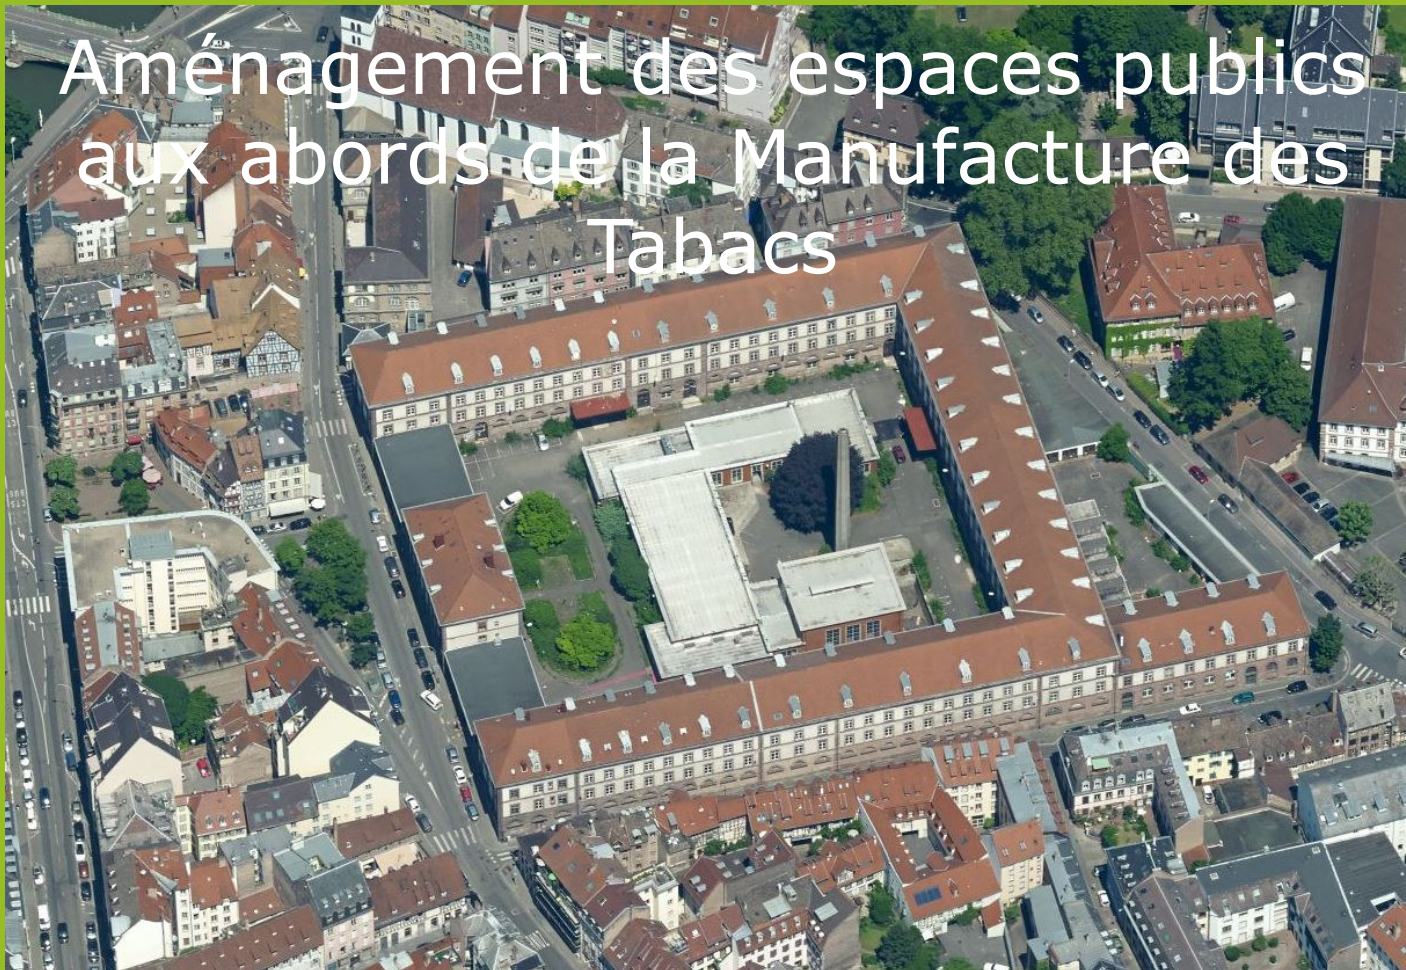 Aménagement des espaces publics
aux abords de la Manufacture des
Tabacs